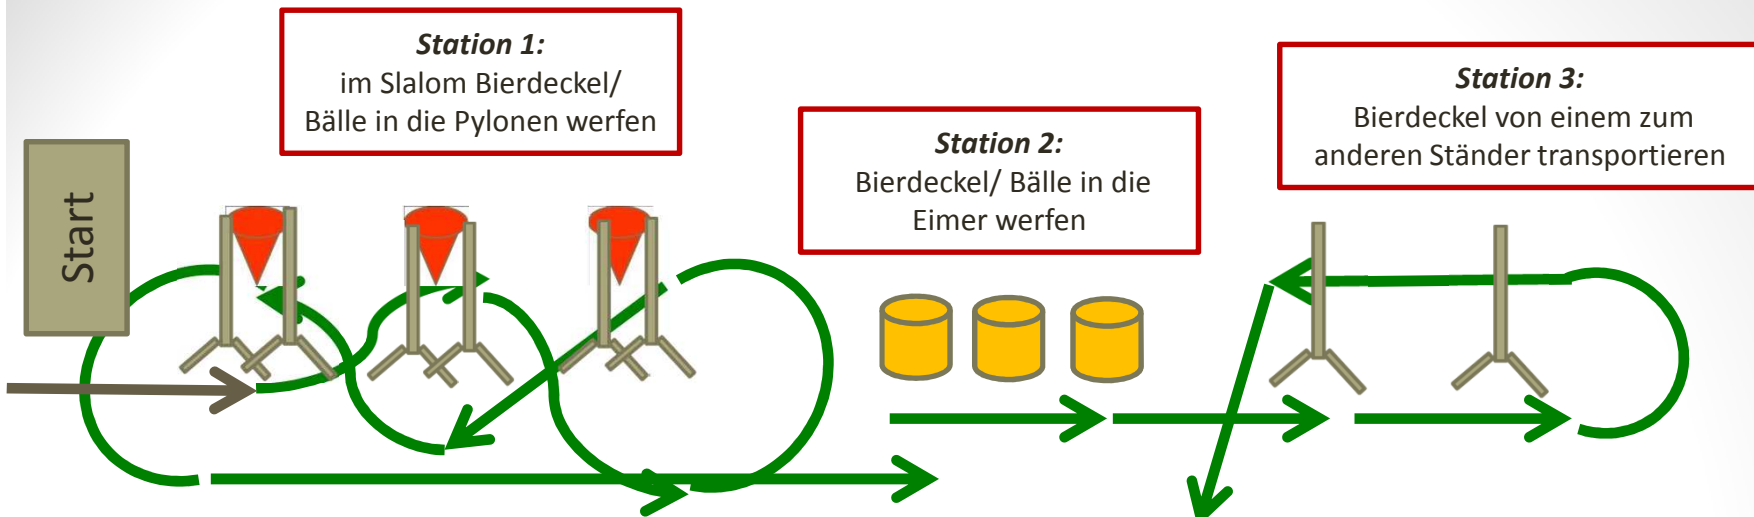 Start
Station 1:
im Slalom Bierdeckel/
Bälle in die Pylonen werfen
Station 2:
Bierdeckel/ Bälle in die
Eimer werfen
Station 3:
Bierdeckel von einem zum
anderen Ständer transportieren